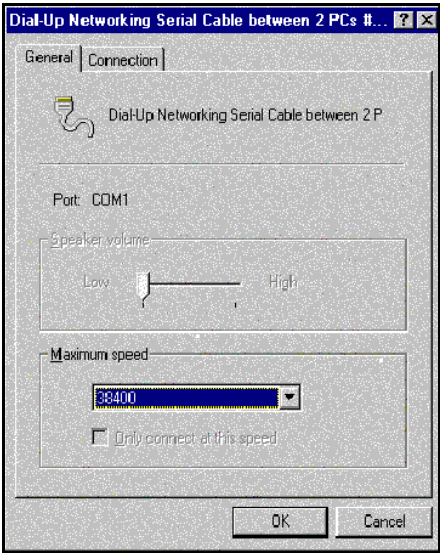 Dial-Up Networking Serial Cable between 2 PCs #... ? X
General Connection
Dial-Up Networking Serial Cable between 2 P
Port: COM1
Speaker volume
Low High
Maximum speed
38400
Only connect at this speed
OK Cancel